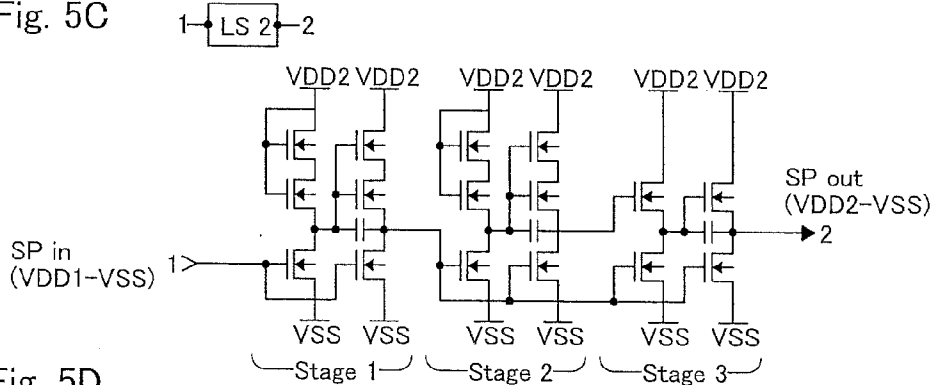 Fig. 5C
1 LS 2 2
VDD2 VDD2 VDD2 VDD2 VDD2 VDD2
SP in
(VDD1-VSS)
1
SP out
(VDD2-VSS)
2
VSS VSS VSS VSS VSS VSS
Stage 1 Stage 2 Stage 3
Fig. 5D